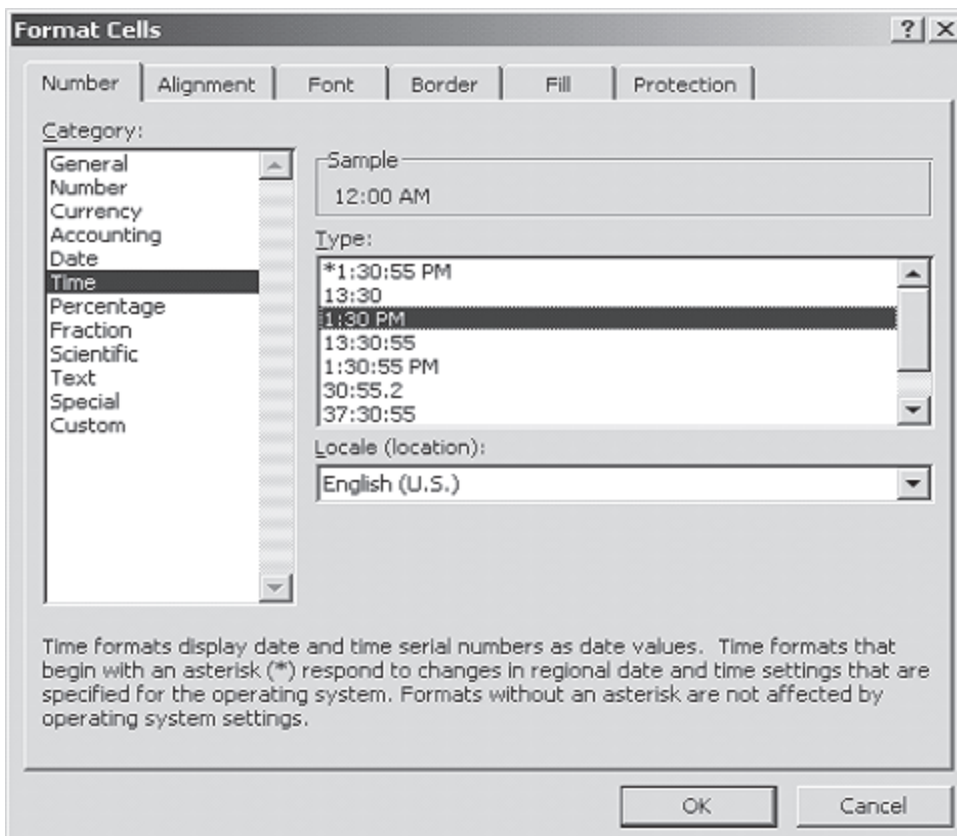 Format Cells
Number Alignment Font Border Fill Protection
Category:
General
Number
Currency
Accounting
Date
Time
Percentage
Fraction
Scientific
Text
Special
Custom
Sample
12:00 AM
Type:
*1:30:55 PM
13:30
1:30 PM
13:30:55
1:30:55 PM
30:55.2
37:30:55
Locale (location):
English (U.S.)
Time formats display date and time serial numbers as date values.  Time formats that
begin with an asterisk (*) respond to changes in regional date and time settings that are
specified for the operating system. Formats without an asterisk are not affected by
operating system settings.
OK Cancel